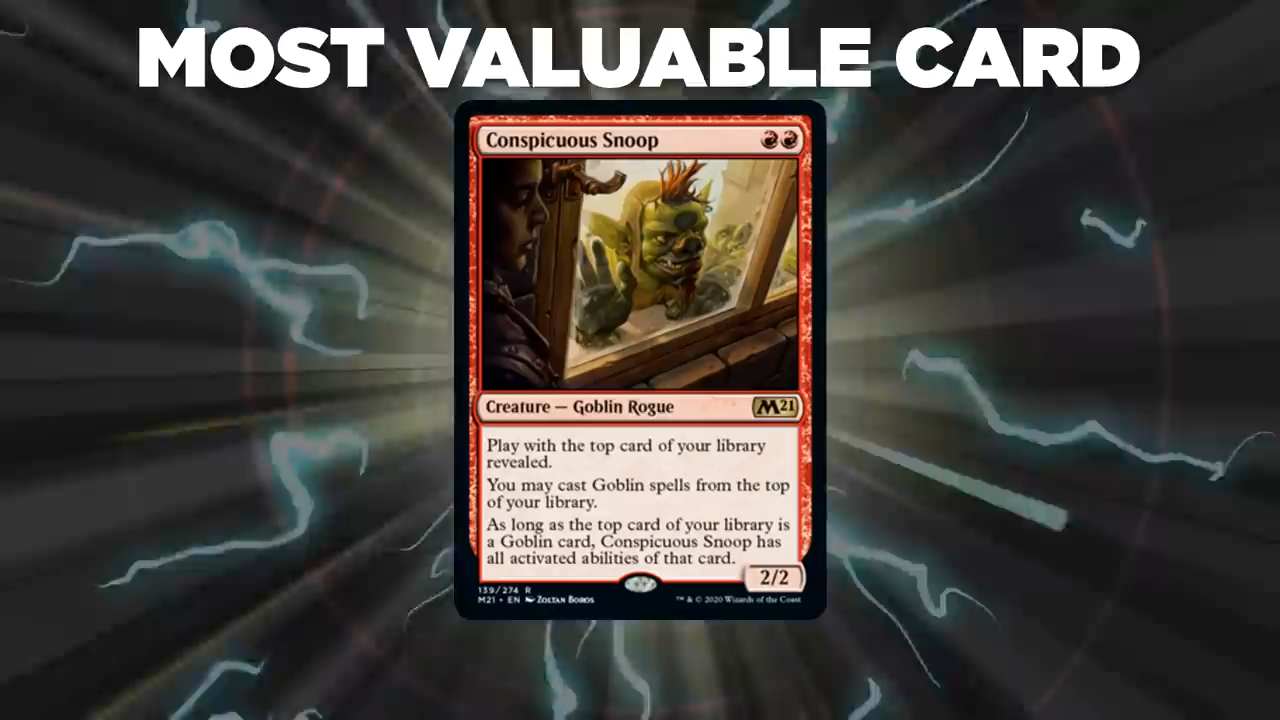 MOST VALUABLE CARD
Conspicuous Snoop
Creature — Goblin Rogue
M21
Play with the top card of your library
revealed.
You may cast Goblin spells from the top
of your library.
As long as the top card of your library is
a Goblin card, Conspicuous Snoop has
all activated abilities of that card.
2/2
139/274 R
M21 • EN Zoltan Boros
™ & © 2020 Wizards of the Coast